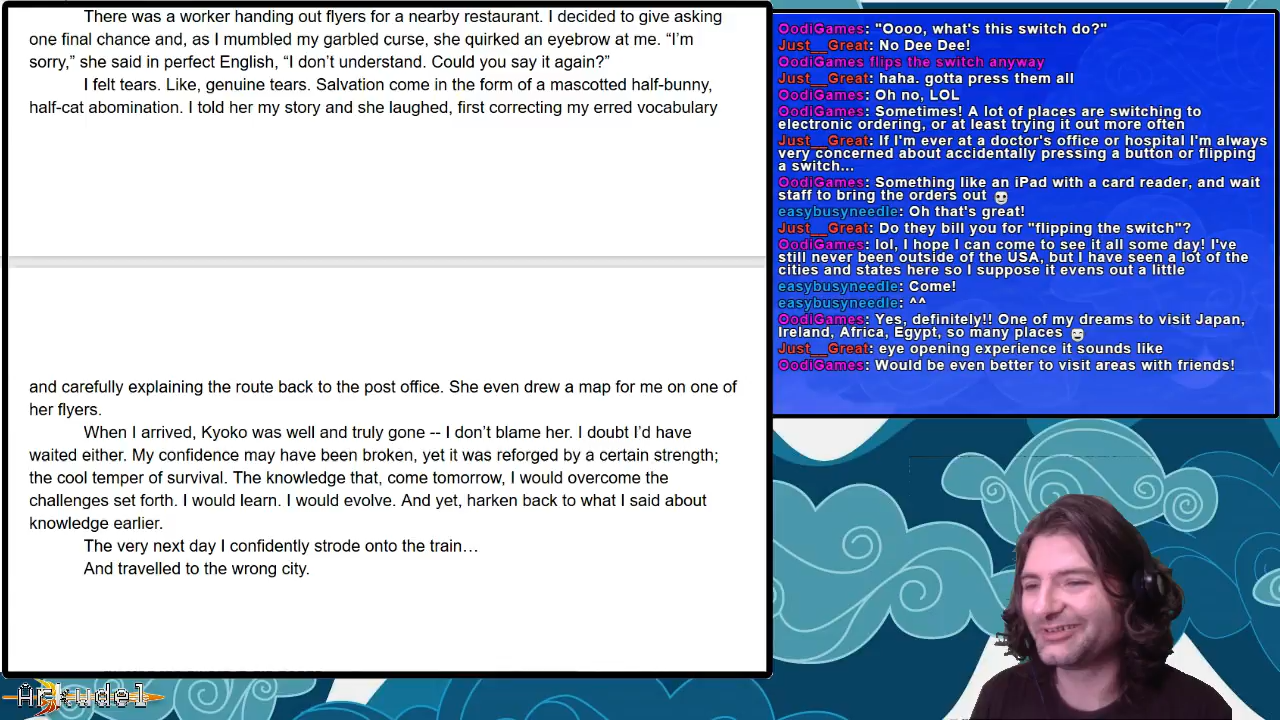 There was a worker handing out flyers for a nearby restaurant. I decided to give asking
one final chance and, as I mumbled my garbled curse, she quirked an eyebrow at me. “I’m
sorry,” she said in perfect English, “I don’t understand. Could you say it again?”
I felt tears. Like, genuine tears. Salvation come in the form of a mascotted half-bunny,
half-cat abomination. I told her my story and she laughed, first correcting my erred vocabulary
and carefully explaining the route back to the post office. She even drew a map for me on one of
her flyers.
When I arrived, Kyoko was well and truly gone -- I don’t blame her. I doubt I’d have
waited either. My confidence may have been broken, yet it was reforged by a certain strength;
the cool temper of survival. The knowledge that, come tomorrow, I would overcome the
challenges set forth. I would learn. I would evolve. And yet, harken back to what I said about
knowledge earlier.
The very next day I confidently strode onto the train…
And travelled to the wrong city.
OodiGames: "Oooo, what's this switch do?"
Just__Great: No Dee Dee!
OodiGames flips the switch anyway
Just__Great: haha. gotta press them all
OodiGames: Oh no, LOL
OodiGames: Sometimes! A lot of places are switching to
electronic ordering, or at least trying it out more often
Just__Great: If I'm ever at a doctor's office or hospital I'm always
very concerned about accidentally pressing a button or flipping
a switch...
OodiGames: Something like an iPad with a card reader, and wait
staff to bring the orders out
easybusyneedle: Oh that's great!
Just__Great: Do they bill you for "flipping the switch"?
OodiGames: lol, I hope I can come to see it all some day! I've
still never been outside of the USA, but I have seen a lot of the
cities and states here so I suppose it evens out a little
easybusyneedle: Come!
easybusyneedle: ^^
OodiGames: Yes, definitely!! One of my dreams to visit Japan,
Ireland, Africa, Egypt, so many places
Just__Great: eye opening experience it sounds like
OodiGames: Would be even better to visit areas with friends!
Arkudel